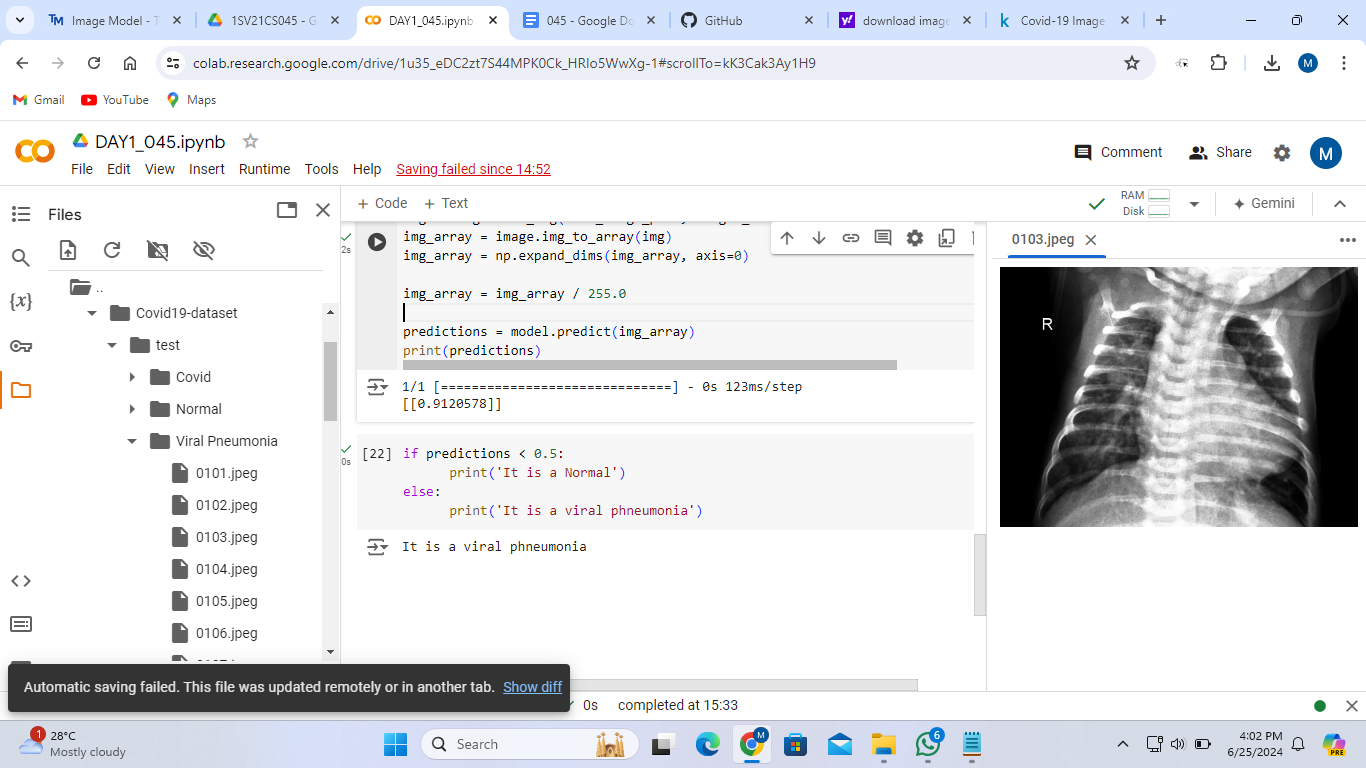 Image Model - T
1SV21CS045 - G
DAY1_045.ipynb
045 - Google Do
GitHub
download image
Covid-19 Image
colab.research.google.com/drive/1u35_eDC2zt7S44MPK0Ck_HRIo5WwXg-1#scrollTo=kK3Cak3Ay1H9
M
Gmail
YouTube
Maps
DAY1_045.ipynb
File Edit View Insert Runtime Tools Help Saving failed since 14:52
Comment
Share
M
Files
+ Code + Text
RAM
Disk
Gemini
..
Covid19-dataset
test
Covid
Normal
Viral Pneumonia
0101.jpeg
0102.jpeg
0103.jpeg
0104.jpeg
0105.jpeg
0106.jpeg
{x}
2s
img_array = image.img_to_array(img)
img_array = np.expand_dims(img_array, axis=0)
img_array = img_array / 255.0
predictions = model.predict(img_array)
print(predictions)
1/1 [==============================] - 0s 123ms/step
[[0.9120578]]
0s
[22] if predictions < 0.5:
print('It is a Normal')
else:
print('It is a viral phneumonia')
It is a viral phneumonia
0103.jpeg
R
Automatic saving failed. This file was updated remotely or in another tab. Show diff
0s completed at 15:33
1
28°C
Mostly cloudy
Search
M
6
4:02 PM
6/25/2024
PRE